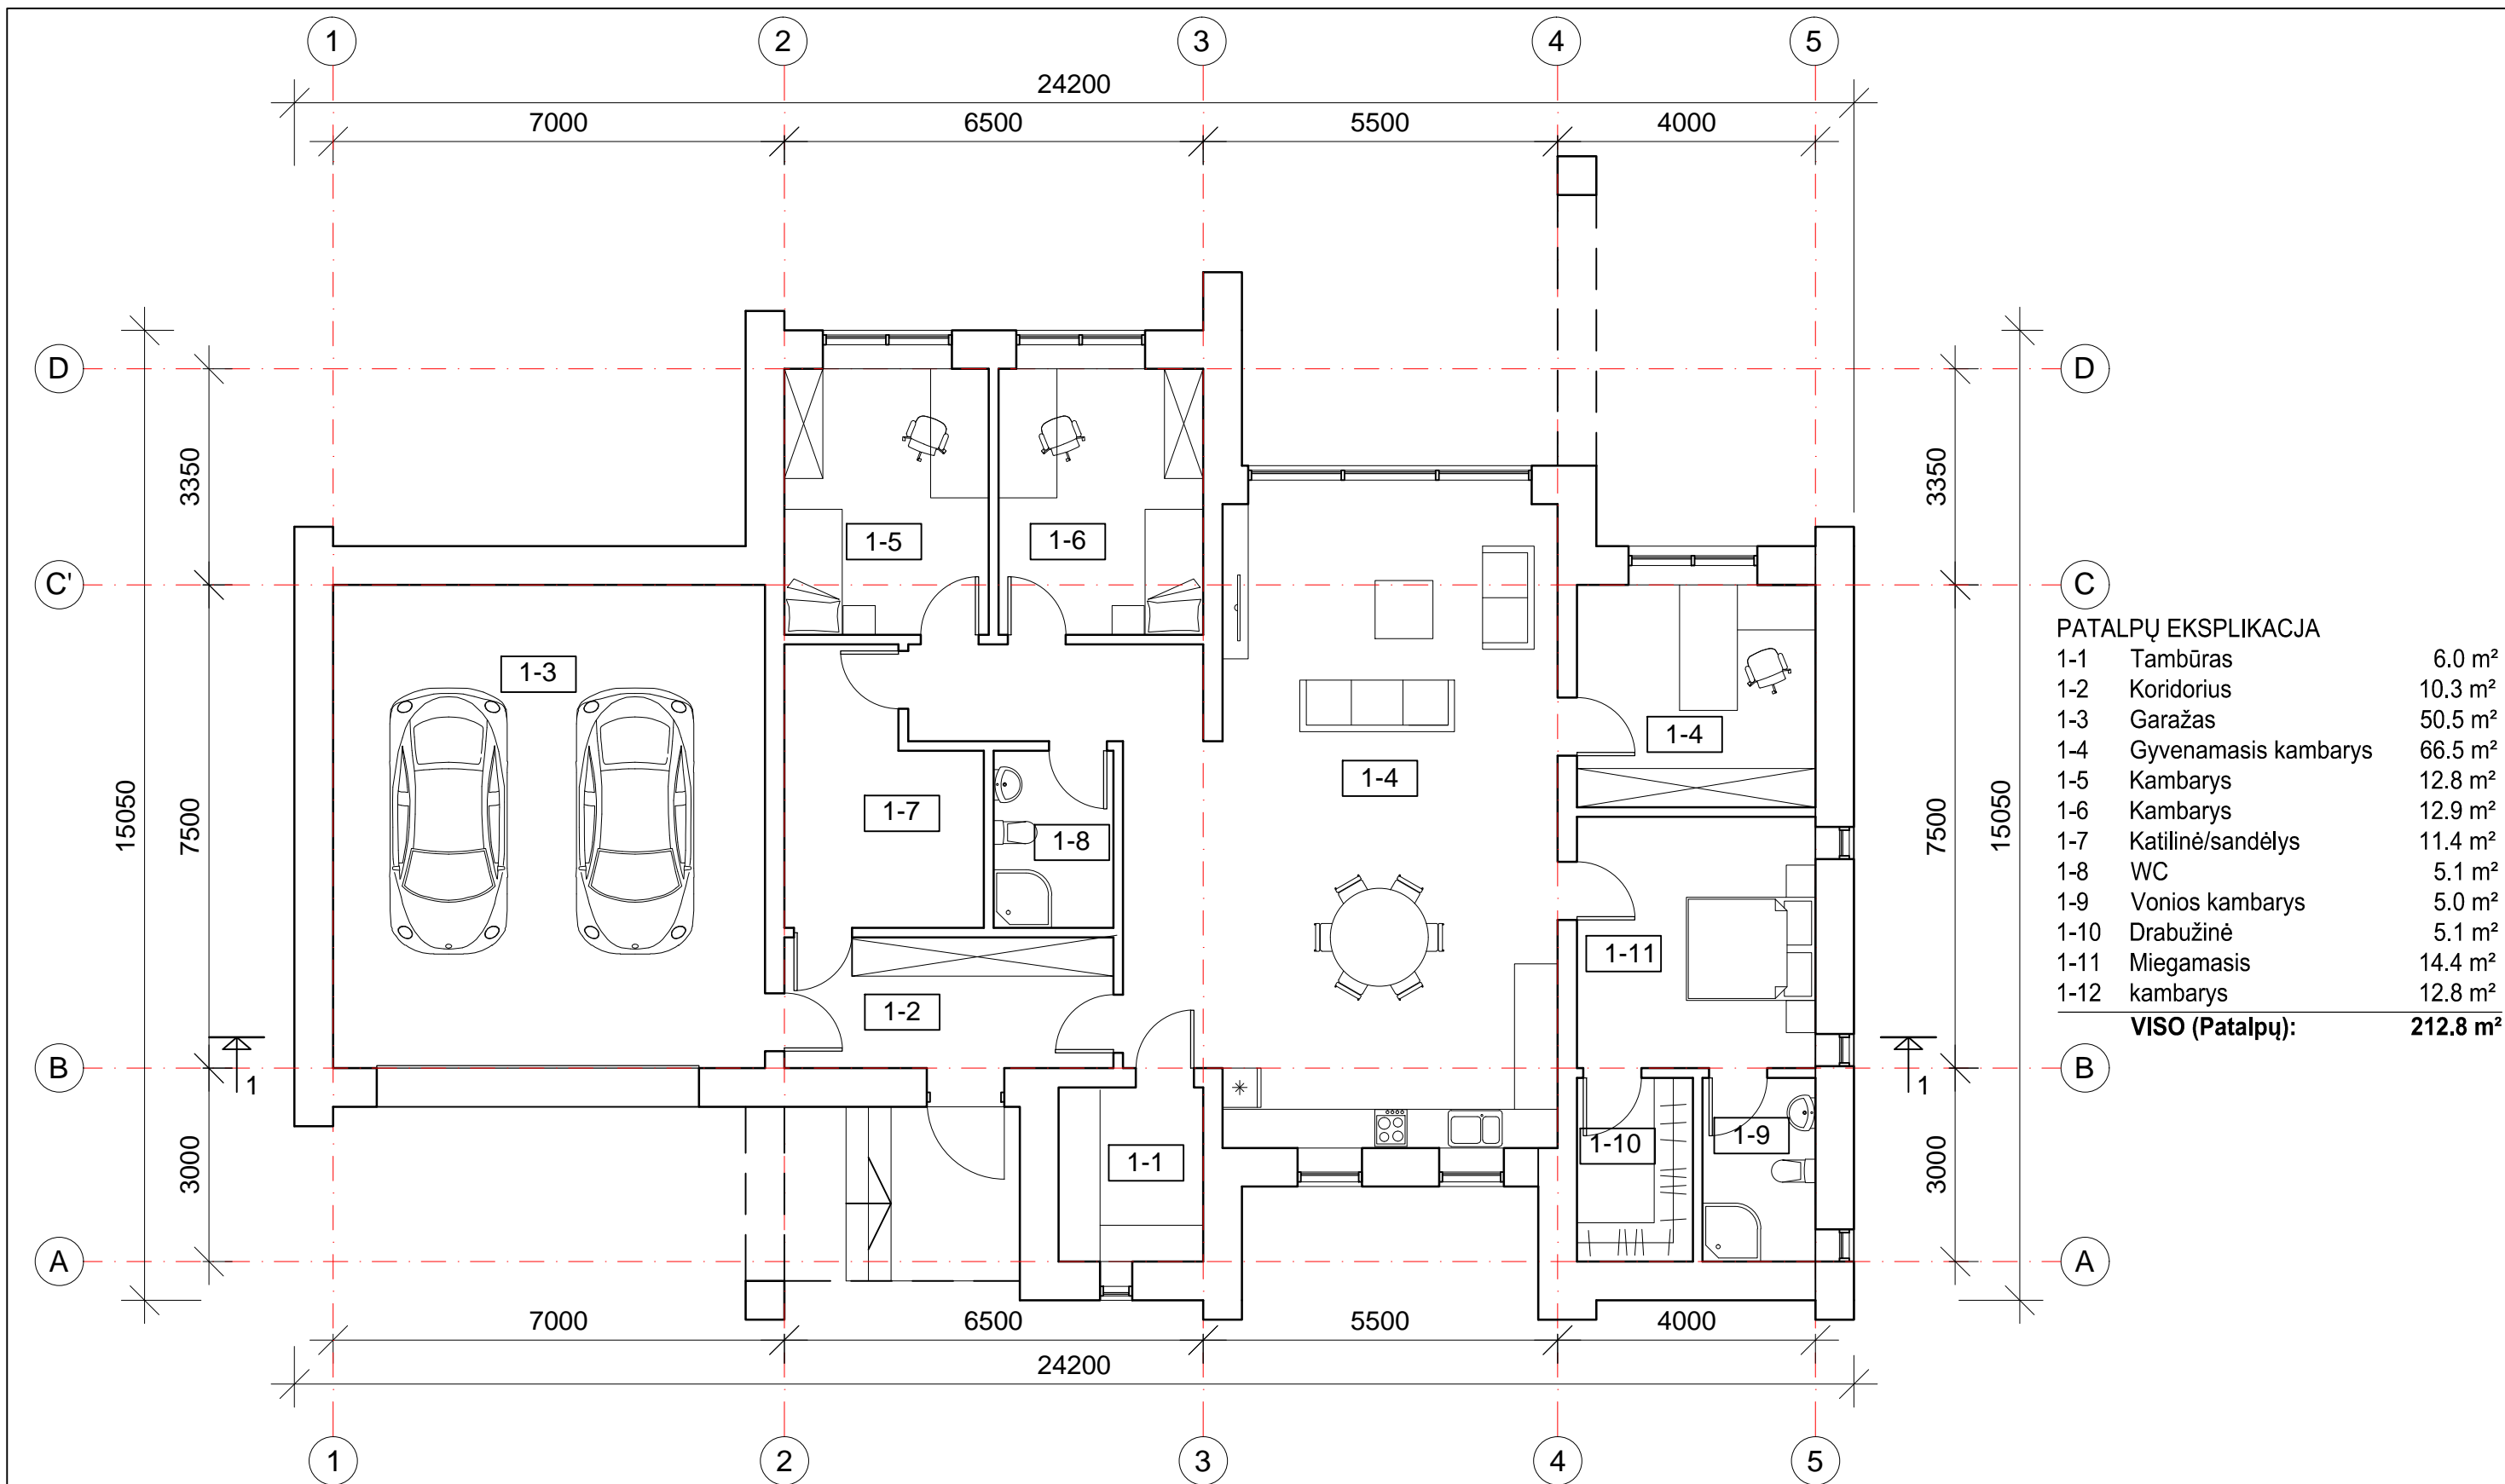 1 2 3 4 5
24200
7000 6500 5500 4000
D D
3350 3350
1-5 1-6
C' C
PATALPŲ EKSPLIKACJA
1-1 Tambūras 6.0 m²
1-2 Koridorius 10.3 m²
1-3 Garažas 50.5 m²
1-4 Gyvenamasis kambarys 66.5 m²
1-5 Kambarys 12.8 m²
1-6 Kambarys 12.9 m²
1-7 Katilinė/sandėlys 11.4 m²
1-8 WC 5.1 m²
1-9 Vonios kambarys 5.0 m²
1-10 Drabužinė 5.1 m²
1-11 Miegamasis 14.4 m²
1-12 kambarys 12.8 m²
VISO (Patalpų): 212.8 m²
1-3
1-4
1-4
15050 7500 7500 15050
1-7
1-8
1-11
1-2
B B
1 1
1-10 1-9
1-1
3000 3000
A A
7000 6500 5500 4000
24200
1 2 3 4 5